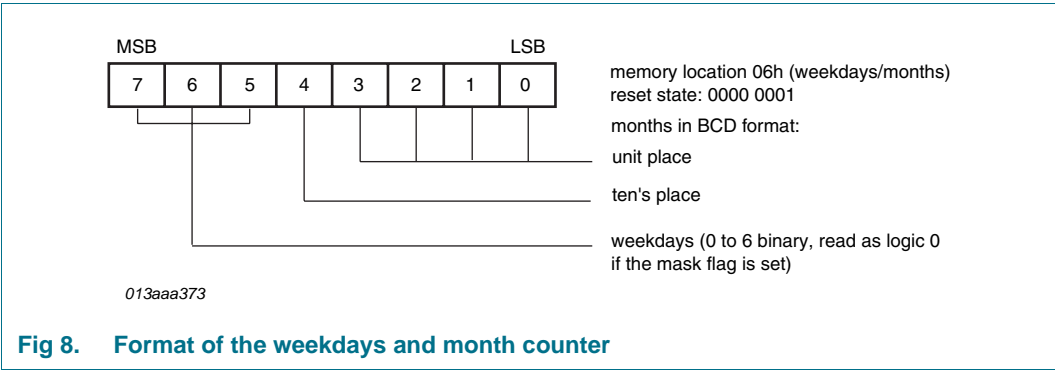 MSB LSB
7 6 5 4 3 2 1 0
memory location 06h (weekdays/months)
reset state: 0000 0001
months in BCD format:
unit place
ten's place
weekdays (0 to 6 binary, read as logic 0
if the mask flag is set)
013aaa373
Fig 8. Format of the weekdays and month counter